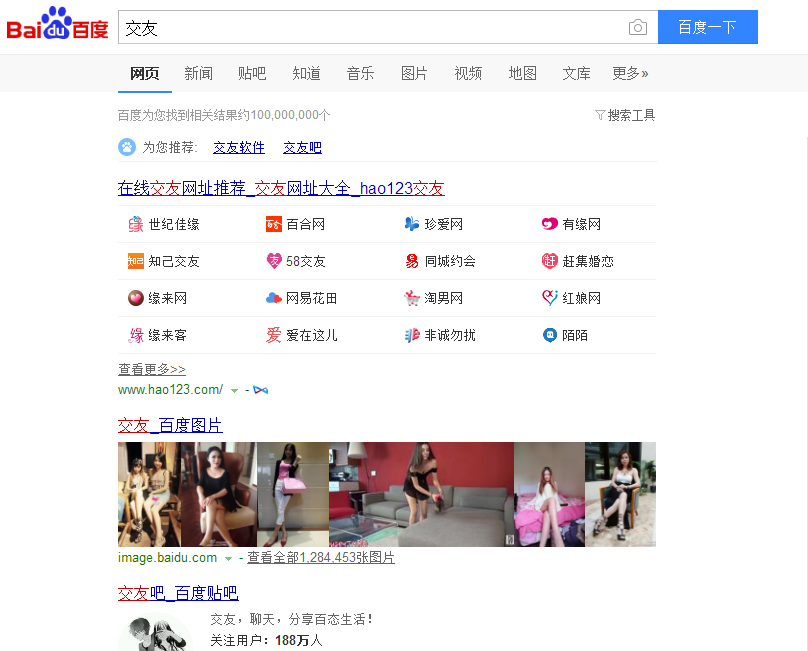 Bai du 百度
交友
百度一下
网页 新闻 贴吧 知道 音乐 图片 视频 地图 文库 更多»
百度为您找到相关结果约100,000,000个
搜索工具
为您推荐: 交友软件 交友吧
在线交友网址推荐_交友网址大全_hao123交友
世纪佳缘 百合网 珍爱网 有缘网
知己交友 58交友 同城约会 赶集婚恋
缘来网 网易花田 淘男网 红娘网
缘来客 爱在这儿 非诚勿扰 陌陌
查看更多>>
www.hao123.com/ -
交友_百度图片
image.baidu.com - 查看全部1,284,453张图片
交友吧_百度贴吧
交友，聊天，分享百态生活！
关注用户：188万人